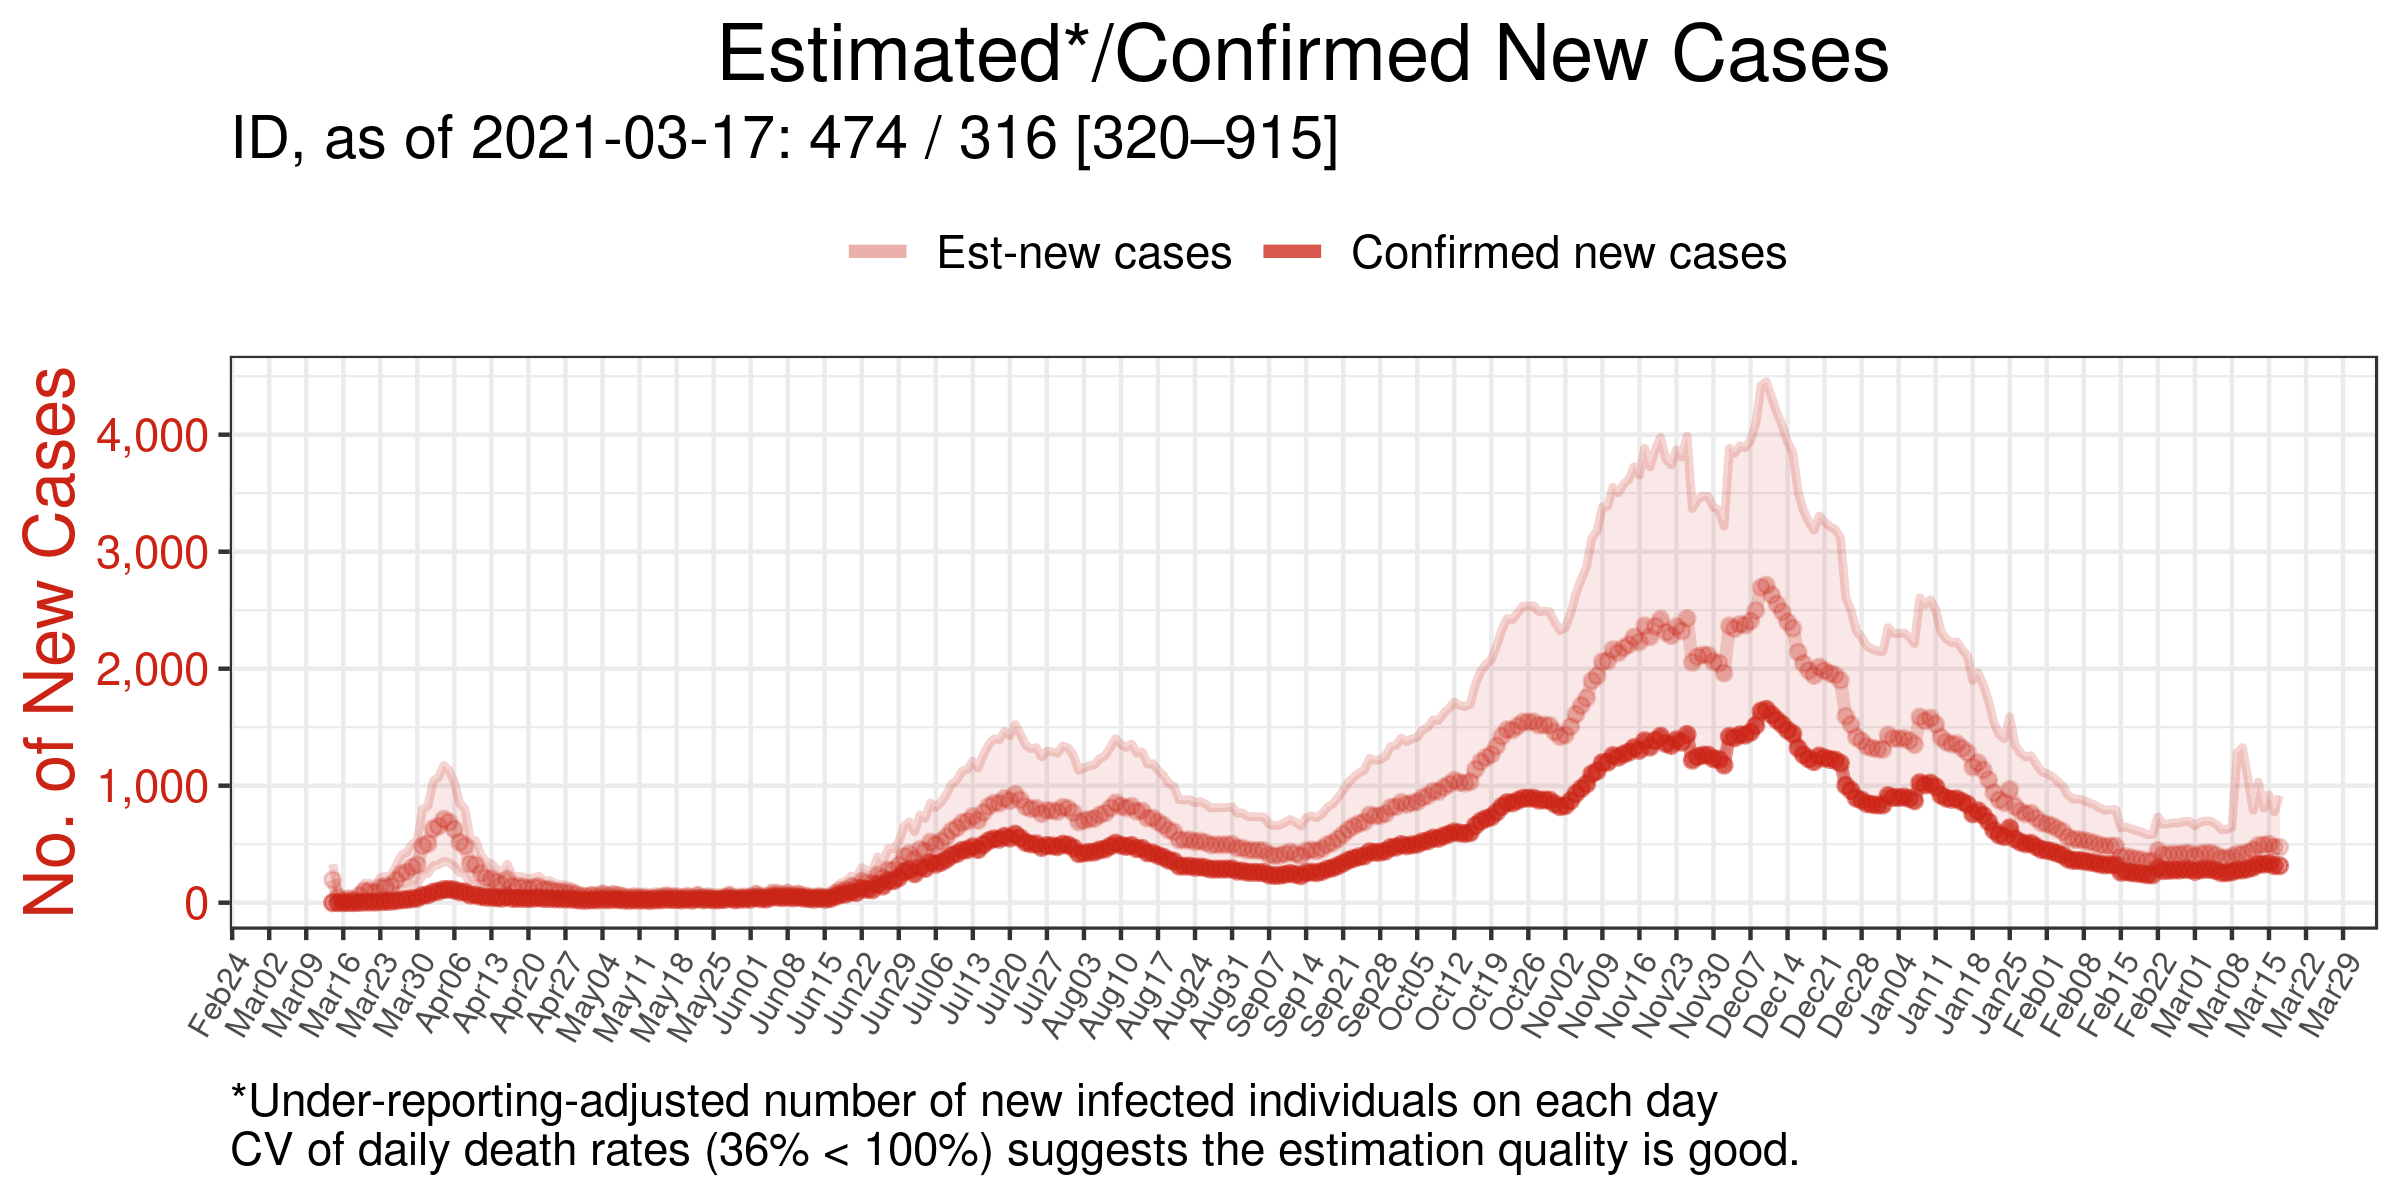 Estimated*/Confirmed New Cases
ID, as of 2021-03-17: 474 / 316 [320–915]
Est-new cases Confirmed new cases
No. of New Cases
4,000
3,000
2,000
1,000
0
Feb24 Mar02 Mar09 Mar16 Mar23 Mar30 Apr06 Apr13 Apr20 Apr27 May04 May11 May18 May25 Jun01 Jun08 Jun15 Jun22 Jun29 Jul06 Jul13 Jul20 Jul27 Aug03 Aug10 Aug17 Aug24 Aug31 Sep07 Sep14 Sep21 Sep28 Oct05 Oct12 Oct19 Oct26 Nov02 Nov09 Nov16 Nov23 Nov30 Dec07 Dec14 Dec21 Dec28 Jan04 Jan11 Jan18 Jan25 Feb01 Feb08 Feb15 Feb22 Mar01 Mar08 Mar15 Mar22 Mar29
*Under-reporting-adjusted number of new infected individuals on each day
CV of daily death rates (36% < 100%) suggests the estimation quality is good.